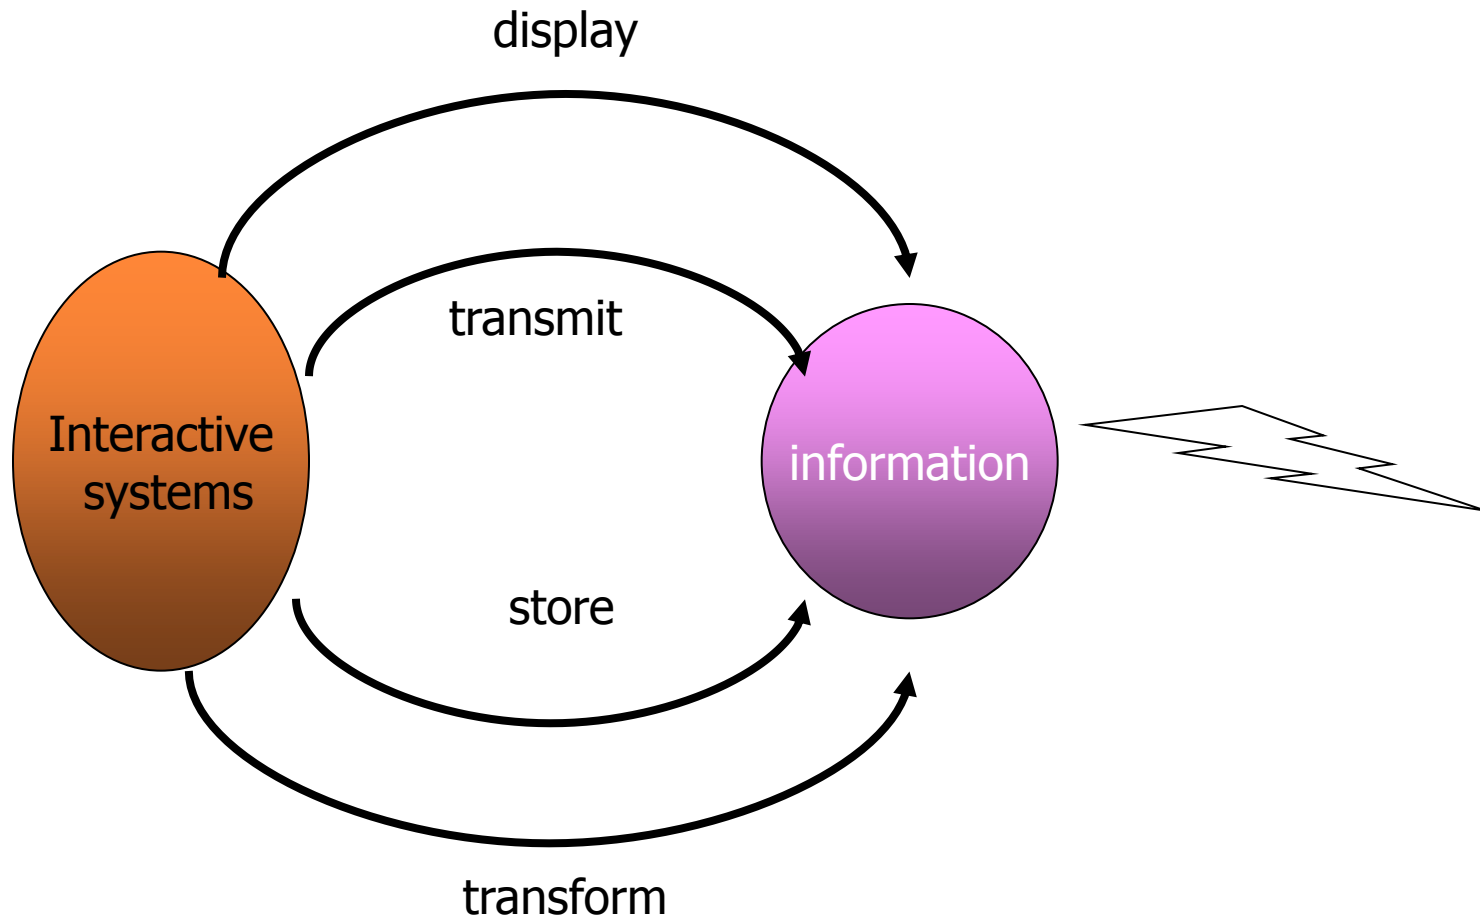 display
transmit
Interactive
systems
information
store
transform